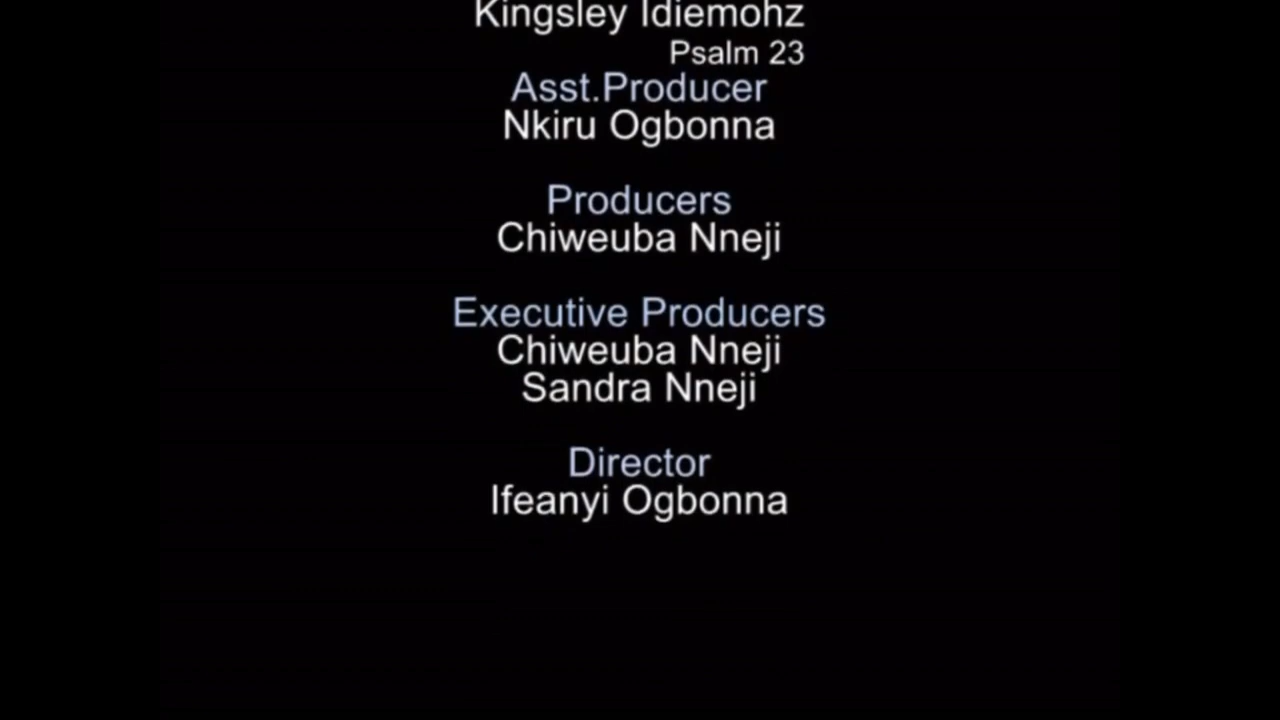 Kingsley Idiemohz
Psalm 23
Asst.Producer
Nkiru Ogbonna
Producers
Chiweuba Nneji
Executive Producers
Chiweuba Nneji
Sandra Nneji
Director
Ifeanyi Ogbonna